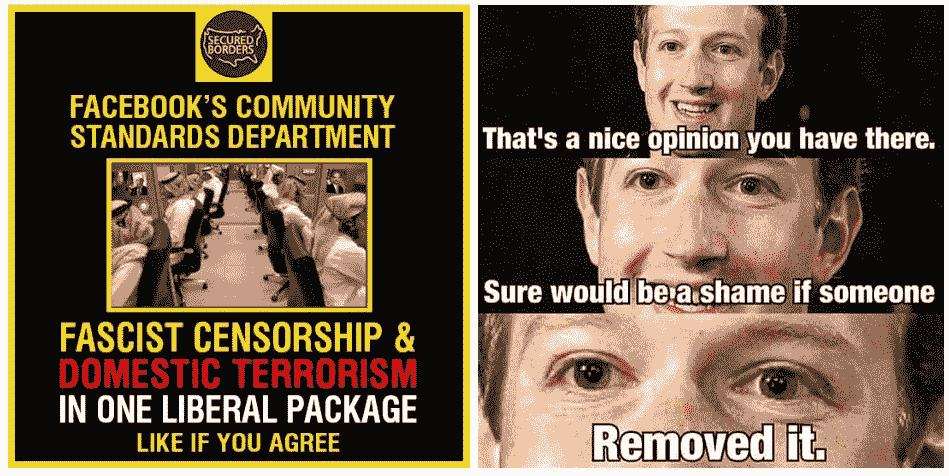 SECURED
BORDERS
FACEBOOK'S COMMUNITY
STANDARDS DEPARTMENT
FASCIST CENSORSHIP &
DOMESTIC TERRORISM
IN ONE LIBERAL PACKAGE
LIKE IF YOU AGREE
That's a nice opinion you have there.
Sure would be a shame if someone
Removed it.